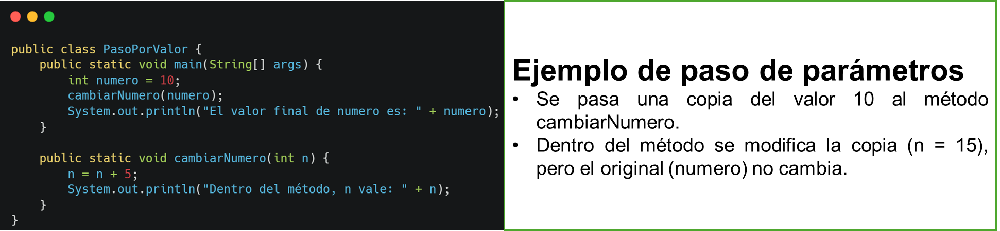 public class PasoPorValor {
    public static void main(String[] args) {
        int numero = 10;
        cambiarNumero(numero);
        System.out.println("El valor final de numero es: " + numero);
    }

    public static void cambiarNumero(int n) {
        n = n + 5;
        System.out.println("Dentro del método, n vale: " + n);
    }
}
Ejemplo de paso de parámetros
• Se pasa una copia del valor 10 al método
cambiarNumero.
• Dentro del método se modifica la copia (n = 15),
pero el original (numero) no cambia.